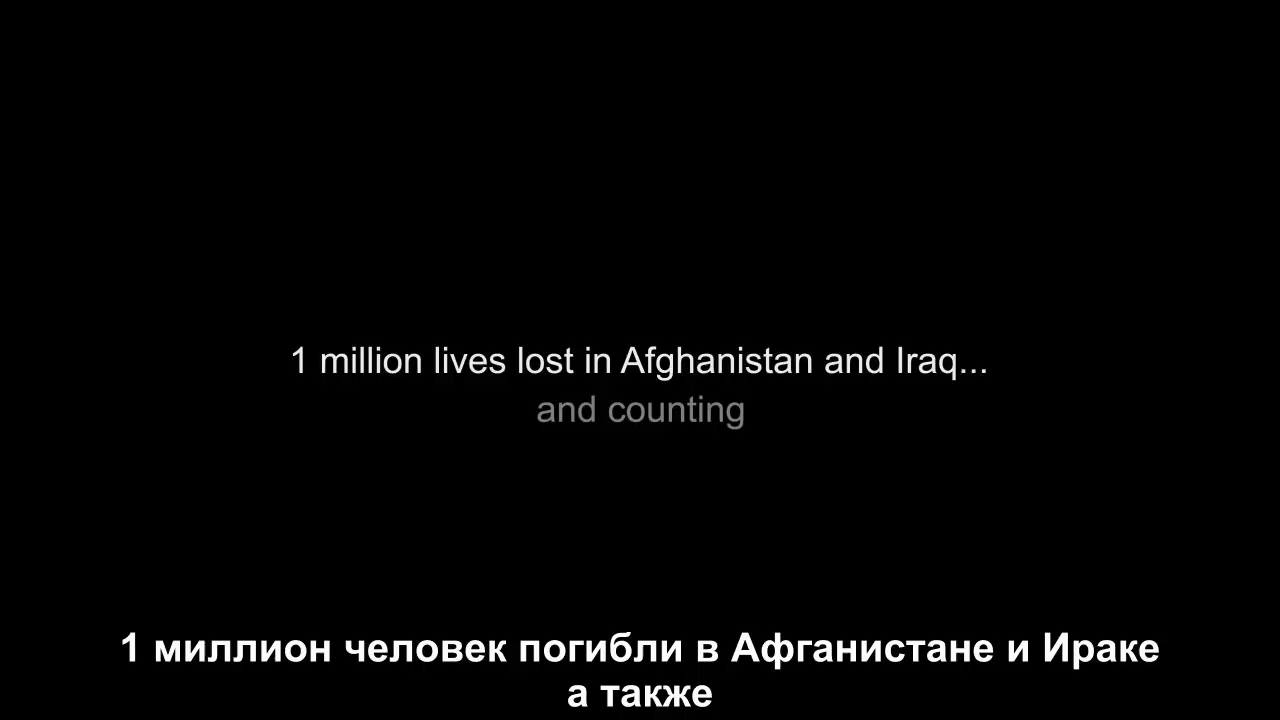 1 million lives lost in Afghanistan and Iraq...
and counting
1 миллион человек погибли в Афганистане и Ираке
а также